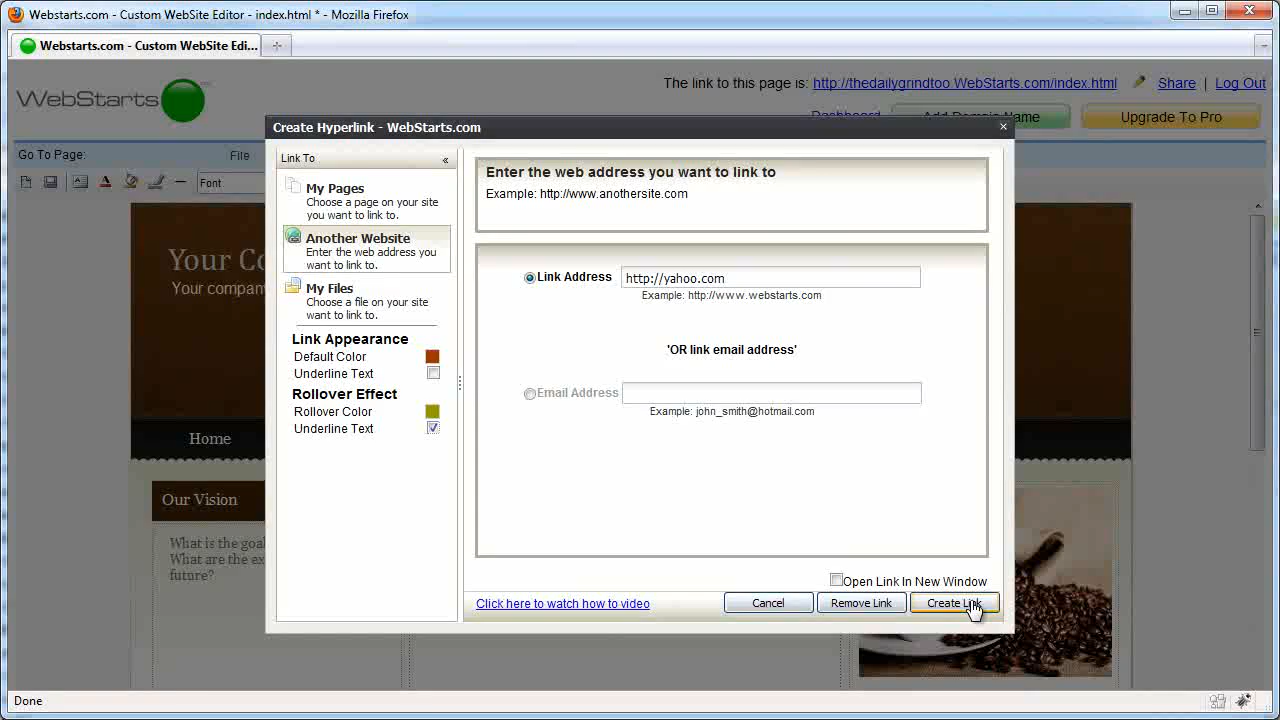 Webstarts.com - Custom WebSite Editor - index.html * - Mozilla Firefox
Webstarts.com - Custom WebSite Edi...
WebStarts
The link to this page is: http://thedailygrindtoo.WebStarts.com/index.html
Share | Log Out
Dashboard
Add Domain Name
Upgrade To Pro
Go To Page:
File
Font
Create Hyperlink - WebStarts.com
Link To
My Pages
Choose a page on your site
you want to link to.
Another Website
Enter the web address you
want to link to.
My Files
Choose a file on your site
want to link to.
Link Appearance
Default Color
Underline Text
Rollover Effect
Rollover Color
Underline Text
Enter the web address you want to link to
Example: http://www.anothersite.com
Link Address
http://yahoo.com
Example: http://www.webstarts.com
'OR link email address'
Email Address
Example: john_smith@hotmail.com
Open Link In New Window
Click here to watch how to video
Cancel
Remove Link
Create Link
Your Co
Your company
Home
Our Vision
What is the goal
What are the ex
future?
Done